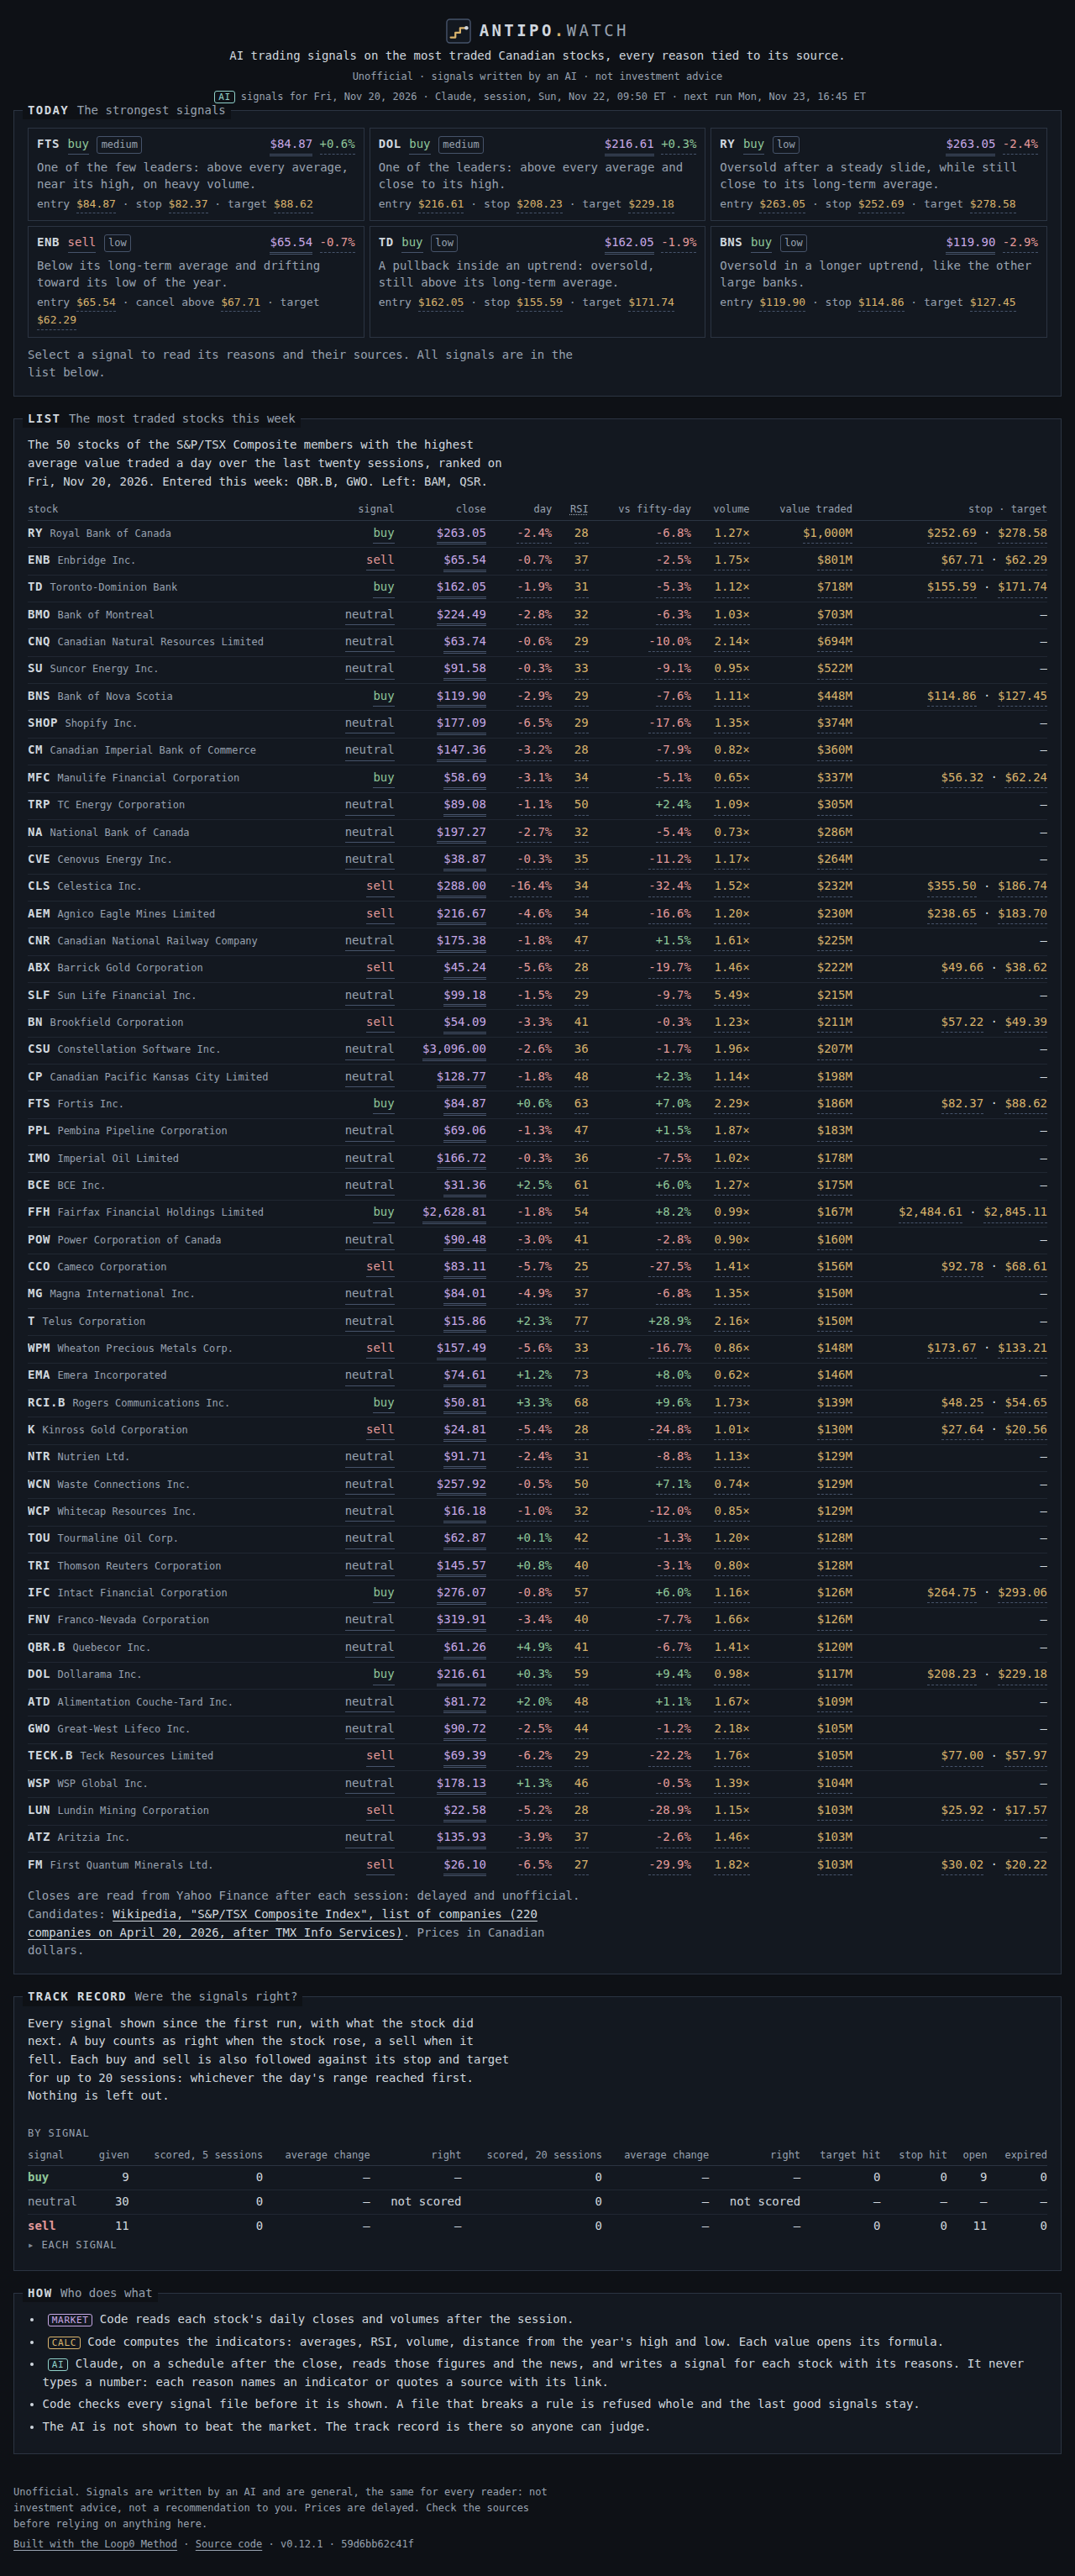 ANTIPO.WATCH
AI trading signals on the most traded Canadian stocks, every reason tied to its source.
Unofficial · signals written by an AI · not investment advice
AI signals for Fri, Nov 20, 2026 · Claude, session, Sun, Nov 22, 09:50 ET · next run Mon, Nov 23, 16:45 ET
TODAY The strongest signals
FTS buy medium $84.87 +0.6%
One of the few leaders: above every average,
near its high, on heavy volume.
entry $84.87 · stop $82.37 · target $88.62
DOL buy medium $216.61 +0.3%
One of the leaders: above every average and
close to its high.
entry $216.61 · stop $208.23 · target $229.18
RY buy low $263.05 -2.4%
Oversold after a steady slide, while still
close to its long-term average.
entry $263.05 · stop $252.69 · target $278.58
ENB sell low $65.54 -0.7%
Below its long-term average and drifting
toward its low of the year.
entry $65.54 · cancel above $67.71 · target
$62.29
TD buy low $162.05 -1.9%
A pullback inside an uptrend: oversold,
still above its long-term average.
entry $162.05 · stop $155.59 · target $171.74
BNS buy low $119.90 -2.9%
Oversold in a longer uptrend, like the other
large banks.
entry $119.90 · stop $114.86 · target $127.45
Select a signal to read its reasons and their sources. All signals are in the
list below.
LIST The most traded stocks this week
The 50 stocks of the S&P/TSX Composite members with the highest
average value traded a day over the last twenty sessions, ranked on
Fri, Nov 20, 2026. Entered this week: QBR.B, GWO. Left: BAM, QSR.
stock signal close day RSI vs fifty-day volume value traded stop · target
RY Royal Bank of Canada buy $263.05 -2.4% 28 -6.8% 1.27× $1,000M $252.69 · $278.58
ENB Enbridge Inc. sell $65.54 -0.7% 37 -2.5% 1.75× $801M $67.71 · $62.29
TD Toronto-Dominion Bank buy $162.05 -1.9% 31 -5.3% 1.12× $718M $155.59 · $171.74
BMO Bank of Montreal neutral $224.49 -2.8% 32 -6.3% 1.03× $703M —
CNQ Canadian Natural Resources Limited neutral $63.74 -0.6% 29 -10.0% 2.14× $694M —
SU Suncor Energy Inc. neutral $91.58 -0.3% 33 -9.1% 0.95× $522M —
BNS Bank of Nova Scotia buy $119.90 -2.9% 29 -7.6% 1.11× $448M $114.86 · $127.45
SHOP Shopify Inc. neutral $177.09 -6.5% 29 -17.6% 1.35× $374M —
CM Canadian Imperial Bank of Commerce neutral $147.36 -3.2% 28 -7.9% 0.82× $360M —
MFC Manulife Financial Corporation buy $58.69 -3.1% 34 -5.1% 0.65× $337M $56.32 · $62.24
TRP TC Energy Corporation neutral $89.08 -1.1% 50 +2.4% 1.09× $305M —
NA National Bank of Canada neutral $197.27 -2.7% 32 -5.4% 0.73× $286M —
CVE Cenovus Energy Inc. neutral $38.87 -0.3% 35 -11.2% 1.17× $264M —
CLS Celestica Inc. sell $288.00 -16.4% 34 -32.4% 1.52× $232M $355.50 · $186.74
AEM Agnico Eagle Mines Limited sell $216.67 -4.6% 34 -16.6% 1.20× $230M $238.65 · $183.70
CNR Canadian National Railway Company neutral $175.38 -1.8% 47 +1.5% 1.61× $225M —
ABX Barrick Gold Corporation sell $45.24 -5.6% 28 -19.7% 1.46× $222M $49.66 · $38.62
SLF Sun Life Financial Inc. neutral $99.18 -1.5% 29 -9.7% 5.49× $215M —
BN Brookfield Corporation sell $54.09 -3.3% 41 -0.3% 1.23× $211M $57.22 · $49.39
CSU Constellation Software Inc. neutral $3,096.00 -2.6% 36 -1.7% 1.96× $207M —
CP Canadian Pacific Kansas City Limited neutral $128.77 -1.8% 48 +2.3% 1.14× $198M —
FTS Fortis Inc. buy $84.87 +0.6% 63 +7.0% 2.29× $186M $82.37 · $88.62
PPL Pembina Pipeline Corporation neutral $69.06 -1.3% 47 +1.5% 1.87× $183M —
IMO Imperial Oil Limited neutral $166.72 -0.3% 36 -7.5% 1.02× $178M —
BCE BCE Inc. neutral $31.36 +2.5% 61 +6.0% 1.27× $175M —
FFH Fairfax Financial Holdings Limited buy $2,628.81 -1.8% 54 +8.2% 0.99× $167M $2,484.61 · $2,845.11
POW Power Corporation of Canada neutral $90.48 -3.0% 41 -2.8% 0.90× $160M —
CCO Cameco Corporation sell $83.11 -5.7% 25 -27.5% 1.41× $156M $92.78 · $68.61
MG Magna International Inc. neutral $84.01 -4.9% 37 -6.8% 1.35× $150M —
T Telus Corporation neutral $15.86 +2.3% 77 +28.9% 2.16× $150M —
WPM Wheaton Precious Metals Corp. sell $157.49 -5.6% 33 -16.7% 0.86× $148M $173.67 · $133.21
EMA Emera Incorporated neutral $74.61 +1.2% 73 +8.0% 0.62× $146M —
RCI.B Rogers Communications Inc. buy $50.81 +3.3% 68 +9.6% 1.73× $139M $48.25 · $54.65
K Kinross Gold Corporation sell $24.81 -5.4% 28 -24.8% 1.01× $130M $27.64 · $20.56
NTR Nutrien Ltd. neutral $91.71 -2.4% 31 -8.8% 1.13× $129M —
WCN Waste Connections Inc. neutral $257.92 -0.5% 50 +7.1% 0.74× $129M —
WCP Whitecap Resources Inc. neutral $16.18 -1.0% 32 -12.0% 0.85× $129M —
TOU Tourmaline Oil Corp. neutral $62.87 +0.1% 42 -1.3% 1.20× $128M —
TRI Thomson Reuters Corporation neutral $145.57 +0.8% 40 -3.1% 0.80× $128M —
IFC Intact Financial Corporation buy $276.07 -0.8% 57 +6.0% 1.16× $126M $264.75 · $293.06
FNV Franco-Nevada Corporation neutral $319.91 -3.4% 40 -7.7% 1.66× $126M —
QBR.B Quebecor Inc. neutral $61.26 +4.9% 41 -6.7% 1.41× $120M —
DOL Dollarama Inc. buy $216.61 +0.3% 59 +9.4% 0.98× $117M $208.23 · $229.18
ATD Alimentation Couche-Tard Inc. neutral $81.72 +2.0% 48 +1.1% 1.67× $109M —
GWO Great-West Lifeco Inc. neutral $90.72 -2.5% 44 -1.2% 2.18× $105M —
TECK.B Teck Resources Limited sell $69.39 -6.2% 29 -22.2% 1.76× $105M $77.00 · $57.97
WSP WSP Global Inc. neutral $178.13 +1.3% 46 -0.5% 1.39× $104M —
LUN Lundin Mining Corporation sell $22.58 -5.2% 28 -28.9% 1.15× $103M $25.92 · $17.57
ATZ Aritzia Inc. neutral $135.93 -3.9% 37 -2.6% 1.46× $103M —
FM First Quantum Minerals Ltd. sell $26.10 -6.5% 27 -29.9% 1.82× $103M $30.02 · $20.22
Closes are read from Yahoo Finance after each session: delayed and unofficial.
Candidates: Wikipedia, "S&P/TSX Composite Index", list of companies (220
companies on April 20, 2026, after TMX Info Services). Prices in Canadian
dollars.
TRACK RECORD Were the signals right?
Every signal shown since the first run, with what the stock did
next. A buy counts as right when the stock rose, a sell when it
fell. Each buy and sell is also followed against its stop and target
for up to 20 sessions: whichever the day's range reached first.
Nothing is left out.
BY SIGNAL
signal given scored, 5 sessions average change right scored, 20 sessions average change right target hit stop hit open expired
buy 9 0 — — 0 — — 0 0 9 0
neutral 30 0 — not scored 0 — not scored — — — —
sell 11 0 — — 0 — — 0 0 11 0
▸ EACH SIGNAL
HOW Who does what
• MARKET Code reads each stock's daily closes and volumes after the session.
• CALC Code computes the indicators: averages, RSI, volume, distance from the year's high and low. Each value opens its formula.
• AI Claude, on a schedule after the close, reads those figures and the news, and writes a signal for each stock with its reasons. It never
types a number: each reason names an indicator or quotes a source with its link.
• Code checks every signal file before it is shown. A file that breaks a rule is refused whole and the last good signals stay.
• The AI is not shown to beat the market. The track record is there so anyone can judge.
Unofficial. Signals are written by an AI and are general, the same for every reader: not
investment advice, not a recommendation to you. Prices are delayed. Check the sources
before relying on anything here.
Built with the Loop0 Method · Source code · v0.12.1 · 59d6bb62c41f